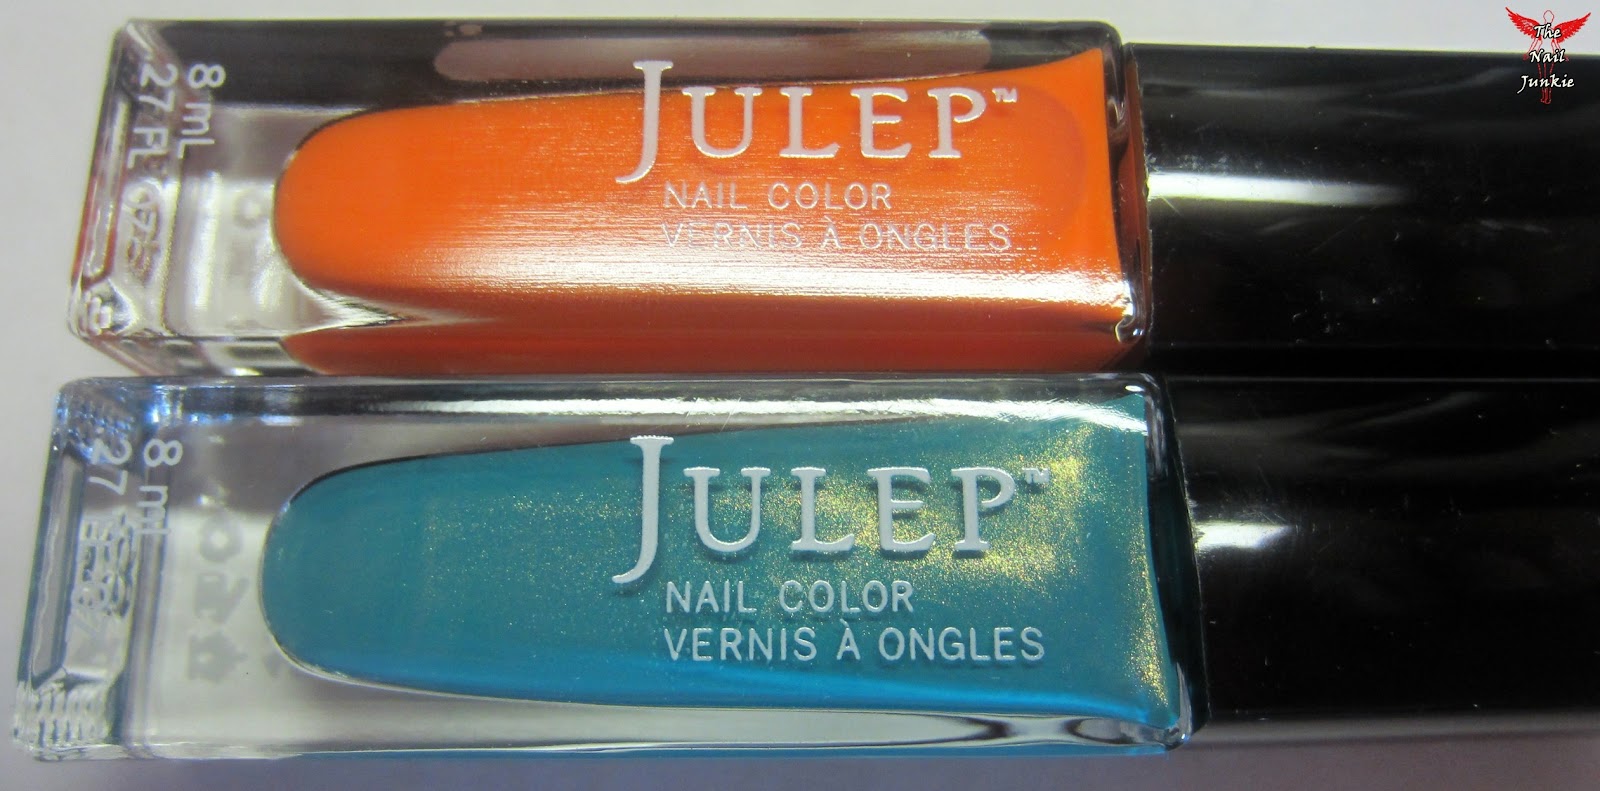 The
Nail
Junkie
JULEP™
NAIL COLOR
VERNIS À ONGLES
8 mL
.27 FL
JULEP™
NAIL COLOR
VERNIS À ONGLES
8 mL
27